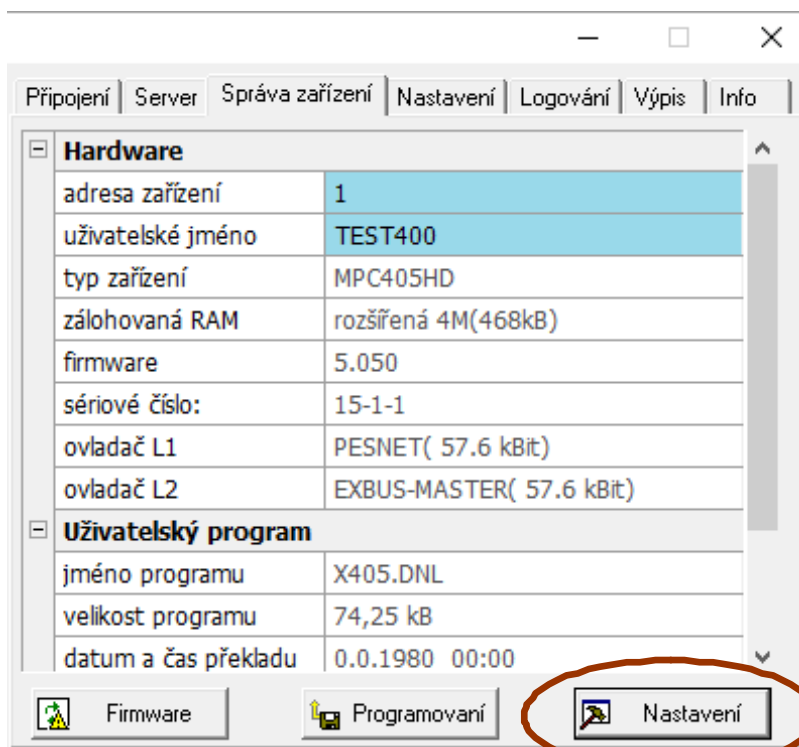 Připojení Server Správa zařízení Nastavení Logování Výpis Info
Hardware
adresa zařízení 1
uživatelské jméno TEST400
typ zařízení MPC405HD
zálohovaná RAM rozšířená 4M(468kB)
firmware 5.050
sériové číslo: 15-1-1
ovladač L1 PESNET( 57.6 kBit)
ovladač L2 EXBUS-MASTER( 57.6 kBit)
Uživatelský program
jméno programu X405.DNL
velikost programu 74,25 kB
datum a čas překladu 0.0.1980 00:00
Firmware Programovaní Nastavení